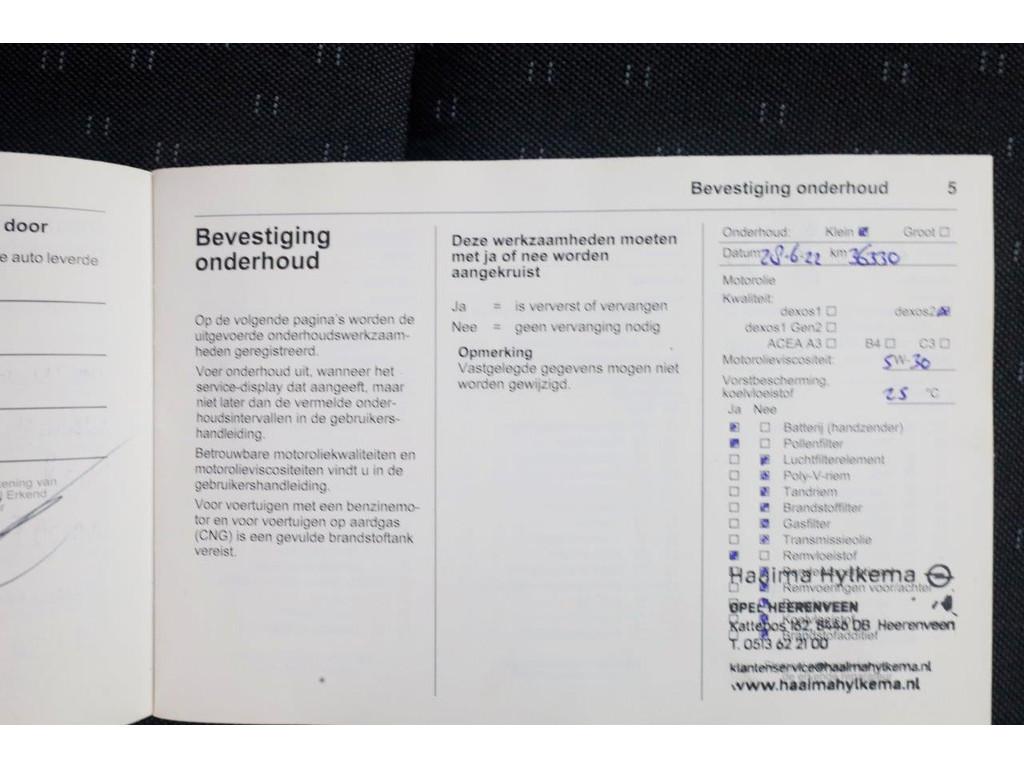 Bevestiging onderhoud 5
door
e auto leverde
ening van
Erkend
Bevestiging
onderhoud
Op de volgende pagina's worden de
uitgevoerde onderhoudswerkzaam-
heden geregistreerd.
Voer onderhoud uit, wanneer het
service-display dat aangeeft, maar
niet later dan de vermelde onder-
houdsintervallen in de gebruikers-
handleiding.
Betrouwbare motoroliekwaliteiten en
motorolieviscositeiten vindt u in de
gebruikershandleiding.
Voor voertuigen met een benzinemo-
tor en voor voertuigen op aardgas
(CNG) is een gevulde brandstoftank
vereist.
Deze werkzaamheden moeten
met ja of nee worden
aangekruist
Ja = is ververst of vervangen
Nee = geen vervanging nodig
Opmerking
Vastgelegde gegevens mogen niet
worden gewijzigd.
Onderhoud: Klein Groot
Datum 28-6-22 km 36330
Motorolie
Kwaliteit:
dexos1 dexos2
dexos1 Gen2
ACEA A3 B4 C3
Motorolieviscositeit: 5W-30
Vorstbescherming,
koelvloeistof 25 °C
Ja Nee
Batterij (handzender)
Pollenfilter
Luchtfilterelement
Poly-V-riem
Tandriem
Brandstoffilter
Gasfilter
Transmissieolie
Remvloeistof
Haaima Hylkema
Remvoeringen voor/achter
OPEL HEERENVEEN
Kattebos 162, 8446 DB Heerenveen
Brandstofadditief
T. 0513 62 21 00
klantenservice@haaimahylkema.nl
www.haaimahylkema.nl